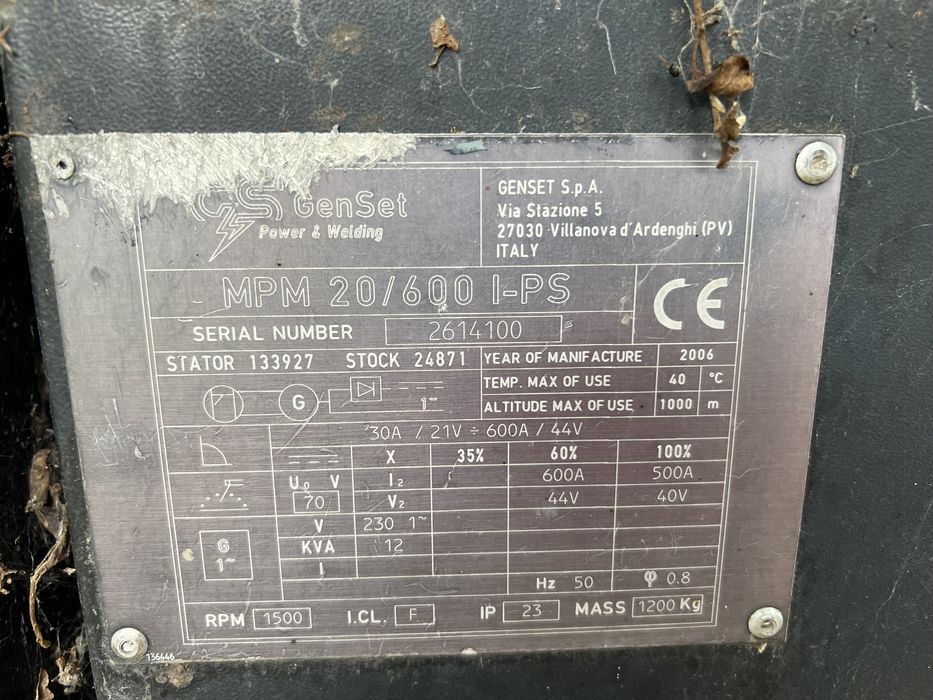 GS GenSet
Power & Welding
GENSET S.p.A.
Via Stazione 5
27030 Villanova d'Ardenghi (PV)
ITALY
MPM 20/600 I-PS
CE
SERIAL NUMBER 2614100
STATOR 133927 STOCK 24871 YEAR OF MANIFACTURE 2006
TEMP. MAX OF USE 40 °C
G 1~ ALTITUDE MAX OF USE 1000 m
30A / 21V ÷ 600A / 44V
X 35% 60% 100%
U₀ V I₂ 600A 500A
70 V₂ 44V 40V
V 230 1~
G 1~ KVA 12
I
Hz 50 φ 0.8
RPM 1500 I.CL. F IP 23 MASS 1200 Kg
136446